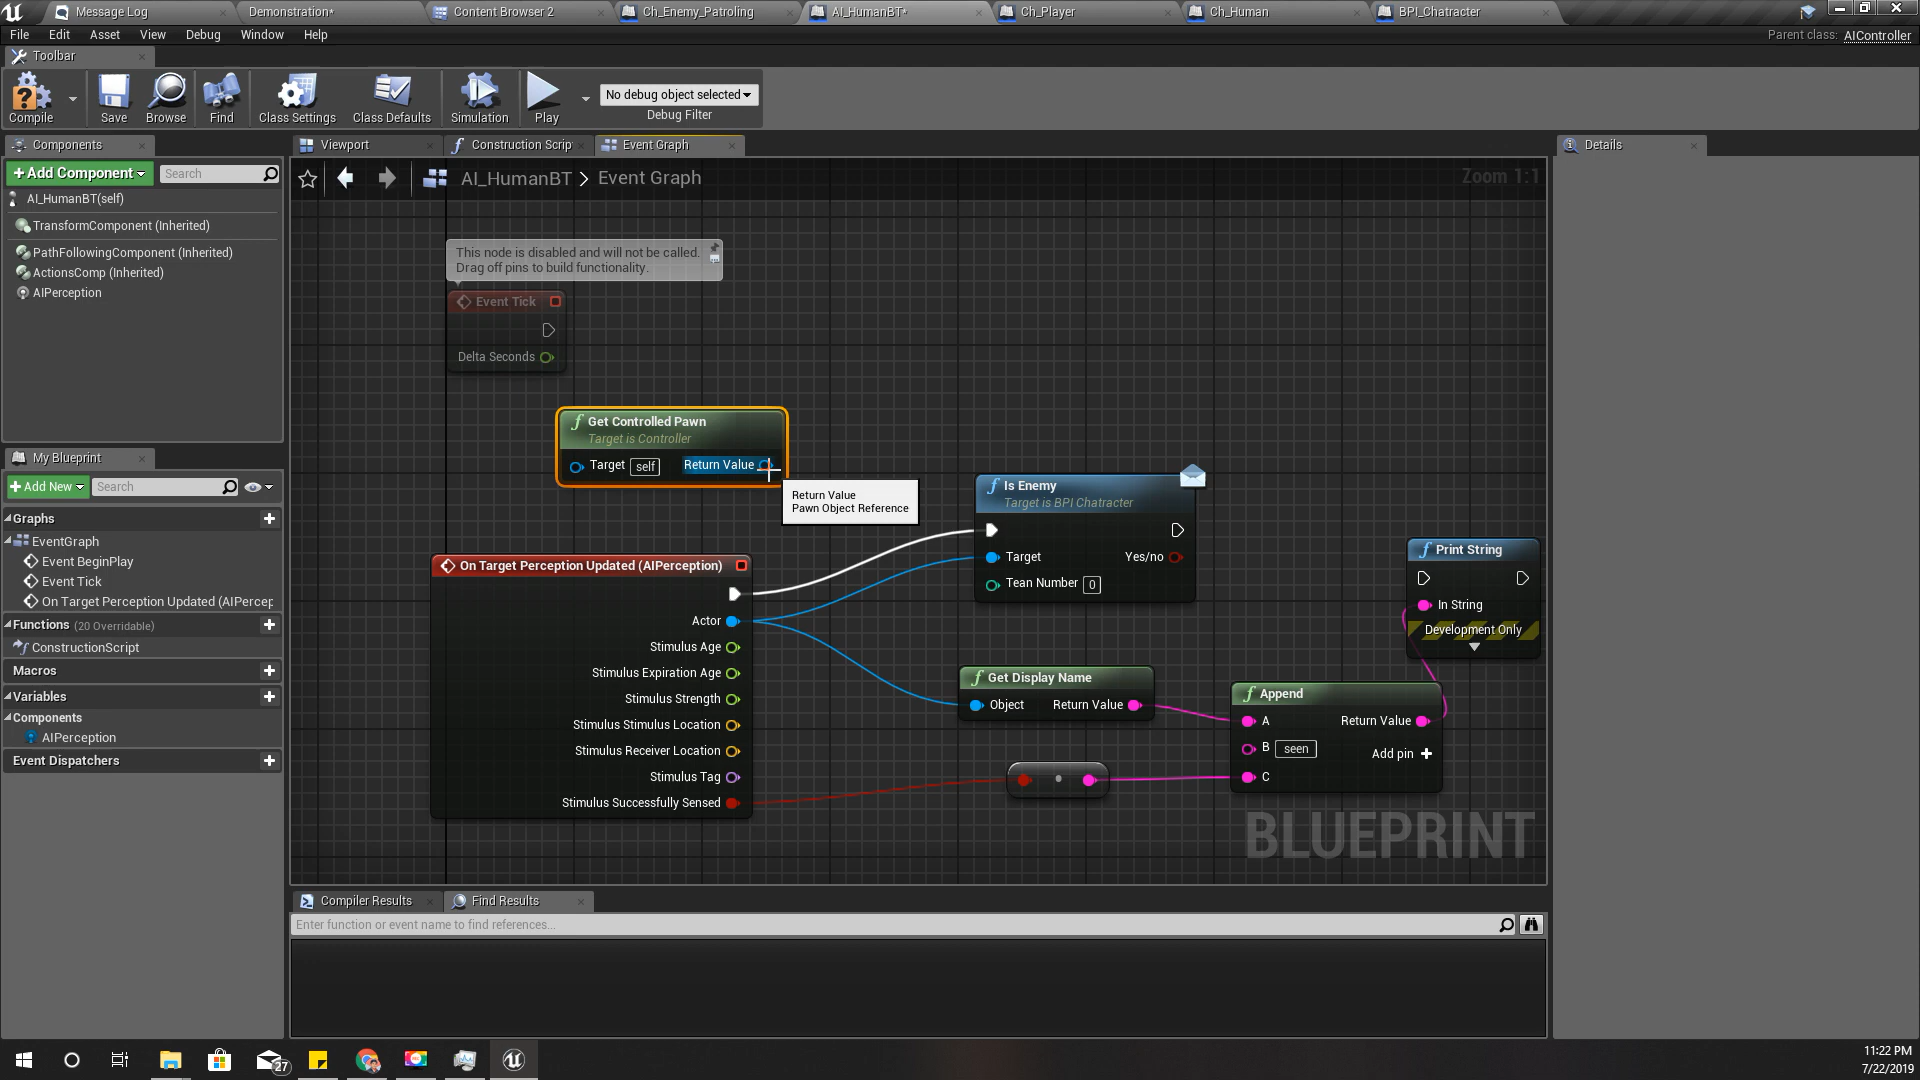 Message Log
Demonstration*
Content Browser 2
Ch_Enemy_Patroling
AI_HumanBT*
Ch_Player
Ch_Human
BPI_Chatracter
File Edit Asset View Debug Window Help
Parent class: AIController
Toolbar
Compile
Save
Browse
Find
Class Settings
Class Defaults
Simulation
Play
No debug object selected
Debug Filter
Components
Viewport
Construction Scrip
Event Graph
Details
+Add Component
Search
AI_HumanBT > Event Graph
Zoom 1:1
AI_HumanBT(self)
TransformComponent (Inherited)
PathFollowingComponent (Inherited)
ActionsComp (Inherited)
AIPerception
This node is disabled and will not be called.
Drag off pins to build functionality.
Event Tick
Delta Seconds
Get Controlled Pawn
Target is Controller
Target self
Return Value
Return Value
Pawn Object Reference
Is Enemy
Target is BPI Chatracter
Target
Yes/no
Tean Number 0
Print String
In String
Development Only
On Target Perception Updated (AIPerception)
Actor
Stimulus Age
Stimulus Expiration Age
Stimulus Strength
Stimulus Stimulus Location
Stimulus Receiver Location
Stimulus Tag
Stimulus Successfully Sensed
Get Display Name
Object
Return Value
Append
A
Return Value
B seen
Add pin +
C
BLUEPRINT
My Blueprint
+Add New
Search
Graphs
EventGraph
Event BeginPlay
Event Tick
On Target Perception Updated (AIPercep
Functions (20 Overridable)
ConstructionScript
Macros
Variables
Components
AIPerception
Event Dispatchers
Compiler Results
Find Results
Enter function or event name to find references...
27
11:22 PM
7/22/2019